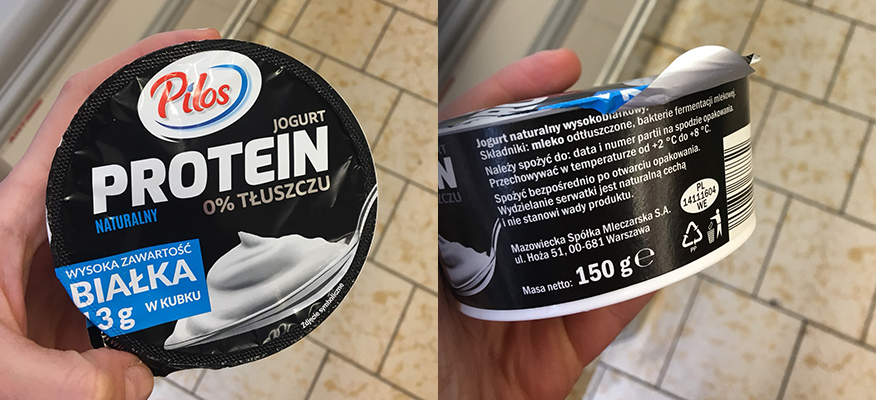 Pilos
JOGURT
PROTEIN
0% TŁUSZCZU
NATURALNY
WYSOKA ZAWARTOŚĆ
BIAŁKA
13 g W KUBKU
Zdjęcie symboliczne
Jogurt naturalny wysokobiałkowy.
Składniki: mleko odtłuszczone, bakterie fermentacji mlekowej.
Należy spożyć do: data i numer partii na spodzie opakowania.
Przechowywać w temperaturze od +2 °C do +8 °C.
Spożyć bezpośrednio po otwarciu opakowania.
Wydzielanie serwatki jest naturalną cechą
i nie stanowi wady produktu.
PL
14111604
WE
Mazowiecka Spółka Mleczarska S.A.
ul. Hoża 51, 00-681 Warszawa
PP
Masa netto: 150 g ℮